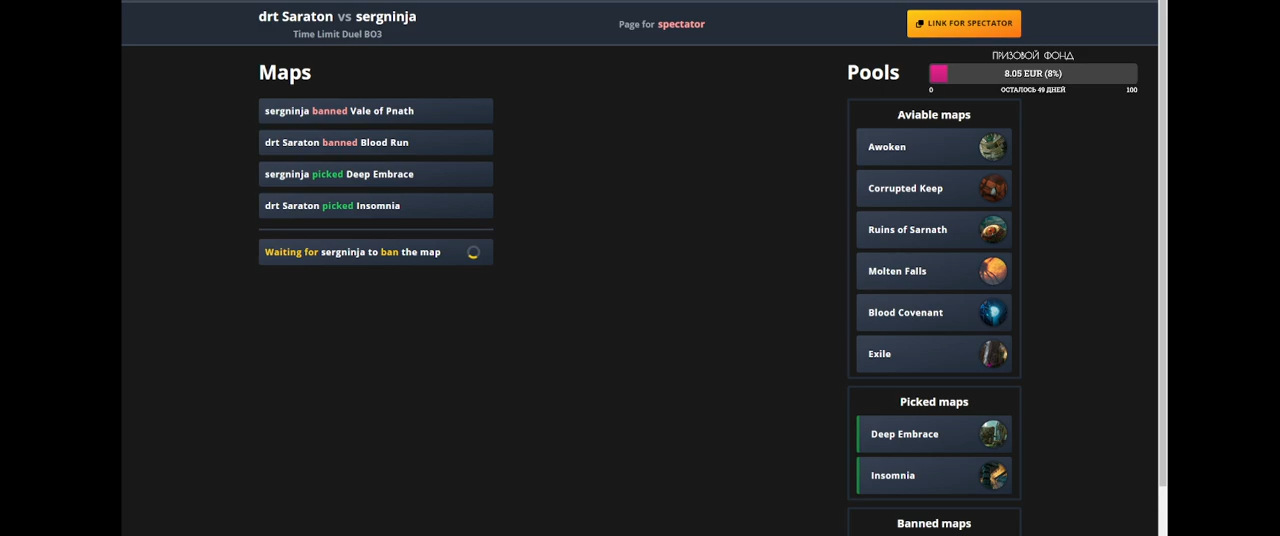 drt Saraton vs sergninja
Time Limit Duel BO3
Page for spectator
LINK FOR SPECTATOR
Maps
sergninja banned Vale of Pnath
drt Saraton banned Blood Run
sergninja picked Deep Embrace
drt Saraton picked Insomnia
Waiting for sergninja to ban the map
Pools
ПРИЗОВОЙ ФОНД
8.05 EUR (8%)
0
ОСТАЛОСЬ 49 ДНЕЙ
100
Aviable maps
Awoken
Corrupted Keep
Ruins of Sarnath
Molten Falls
Blood Covenant
Exile
Picked maps
Deep Embrace
Insomnia
Banned maps